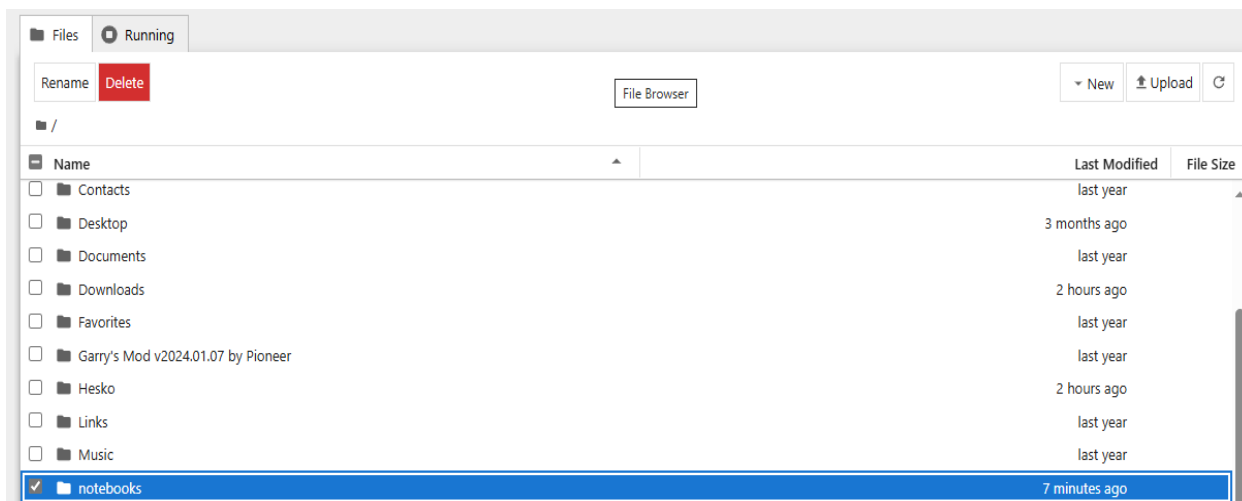 Files Running
Rename Delete File Browser New Upload
/
Name Last Modified File Size
Contacts last year
Desktop 3 months ago
Documents last year
Downloads 2 hours ago
Favorites last year
Garry's Mod v2024.01.07 by Pioneer last year
Hesko 2 hours ago
Links last year
Music last year
notebooks 7 minutes ago